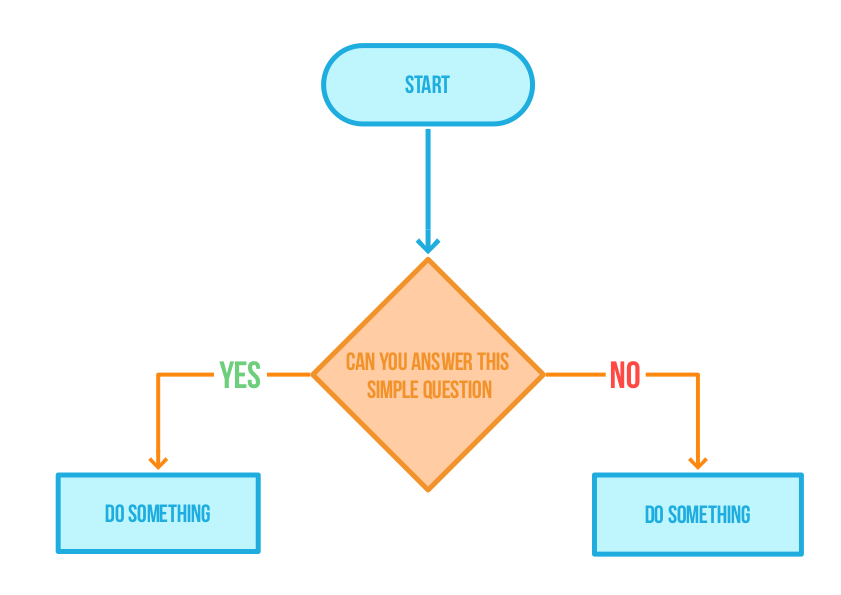 START
CAN YOU ANSWER THIS
SIMPLE QUESTION
YES
NO
DO SOMETHING
DO SOMETHING